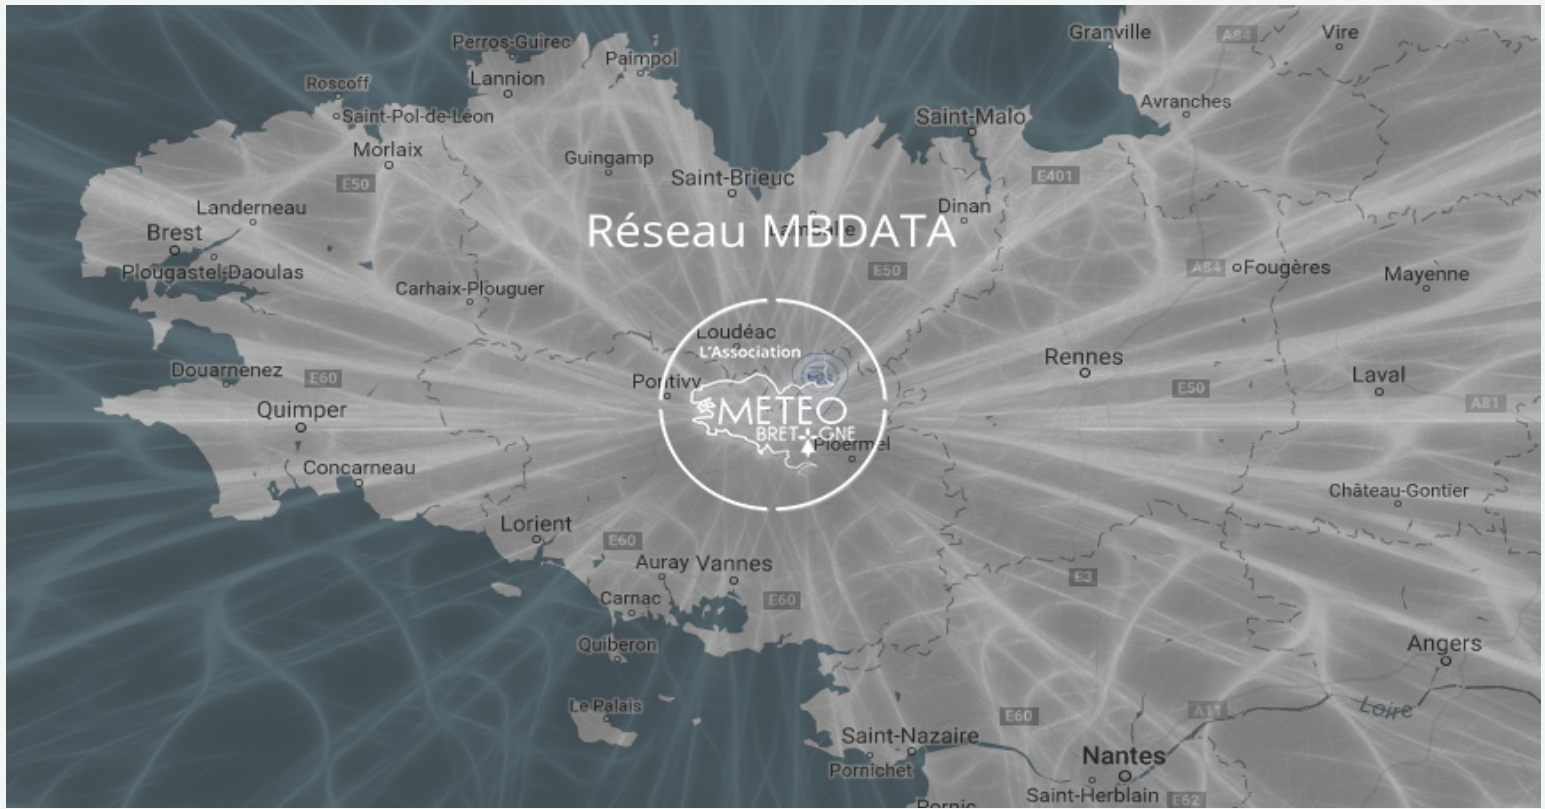 Granville
A84
Vire
Perros-Guirec
Paimpol
Lannion
Roscoff
Avranches
Saint-Pol-de-Léon
Saint-Malo
Morlaix
Guingamp
Saint-Brieuc
E401
E50
Landerneau
Dinan
Brest
Réseau MBDATA
Lamballe
Plougastel-Daoulas
E50
A84
Fougères
Mayenne
Carhaix-Plouguer
Loudéac
L'Association
Rennes
Douarnenez
E60
Pontivy
E50
Laval
Quimper
METEO
A81
BRETAGNE
Ploërmel
Concarneau
Château-Gontier
Lorient
E60
Auray
Vannes
E3
Carnac
E60
Quiberon
Angers
Le Palais
E60
A11
Loire
Saint-Nazaire
Nantes
Pornichet
Saint-Herblain
E62
Pornic